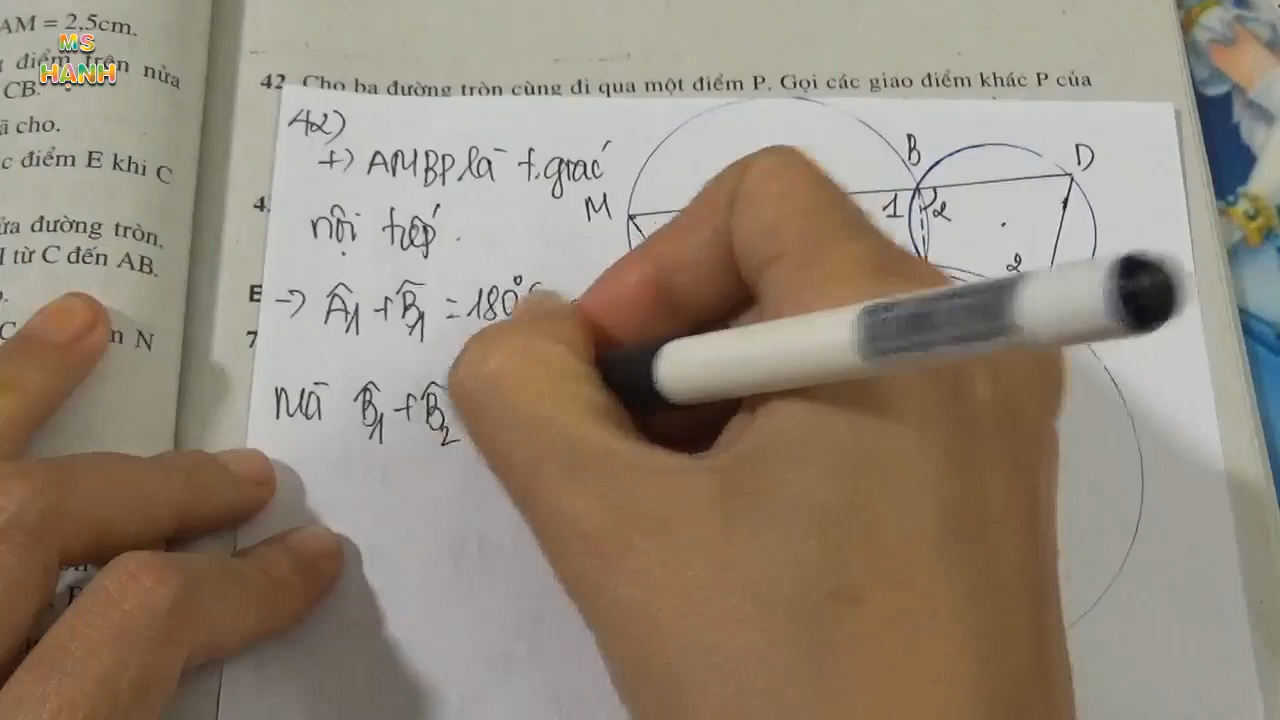 AM = 2,5cm.
MS
HẠNH
điểm trên nửa
CB.
ã cho.
c điểm E khi C
ửa đường tròn,
từ C đến AB.
N
42 Cho ba đường tròn cùng đi qua một điểm P. Gọi các giao điểm khác P của
4.
E
7
42)
+) AMBP là t.giác
nội tiếp.
→ Â1 + B̂1 = 180°
Mà B̂1 + B̂2
M
B
D
1
2
2